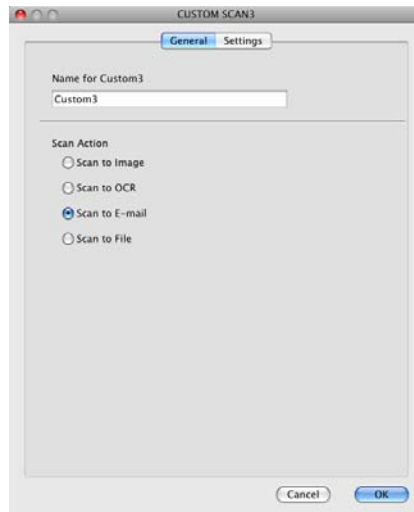 CUSTOM SCAN3
General Settings
Name for Custom3
Custom3
Scan Action
Scan to Image
Scan to OCR
Scan to E-mail
Scan to File
Cancel OK